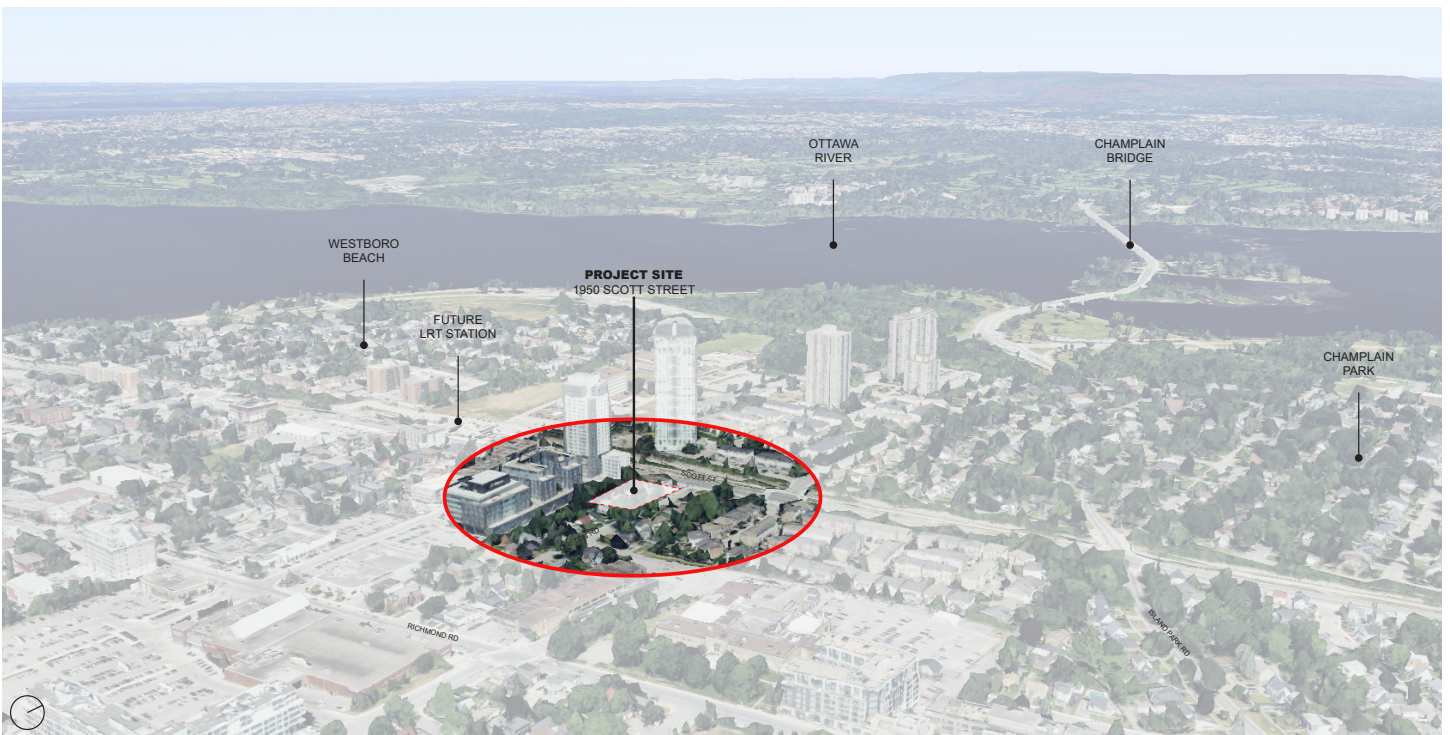 OTTAWA
RIVER
CHAMPLAIN
BRIDGE
WESTBORO
BEACH
PROJECT SITE
1950 SCOTT STREET
FUTURE
LRT STATION
CHAMPLAIN
PARK
SCOTT ST
RICHMOND RD
ISLAND PARK RD